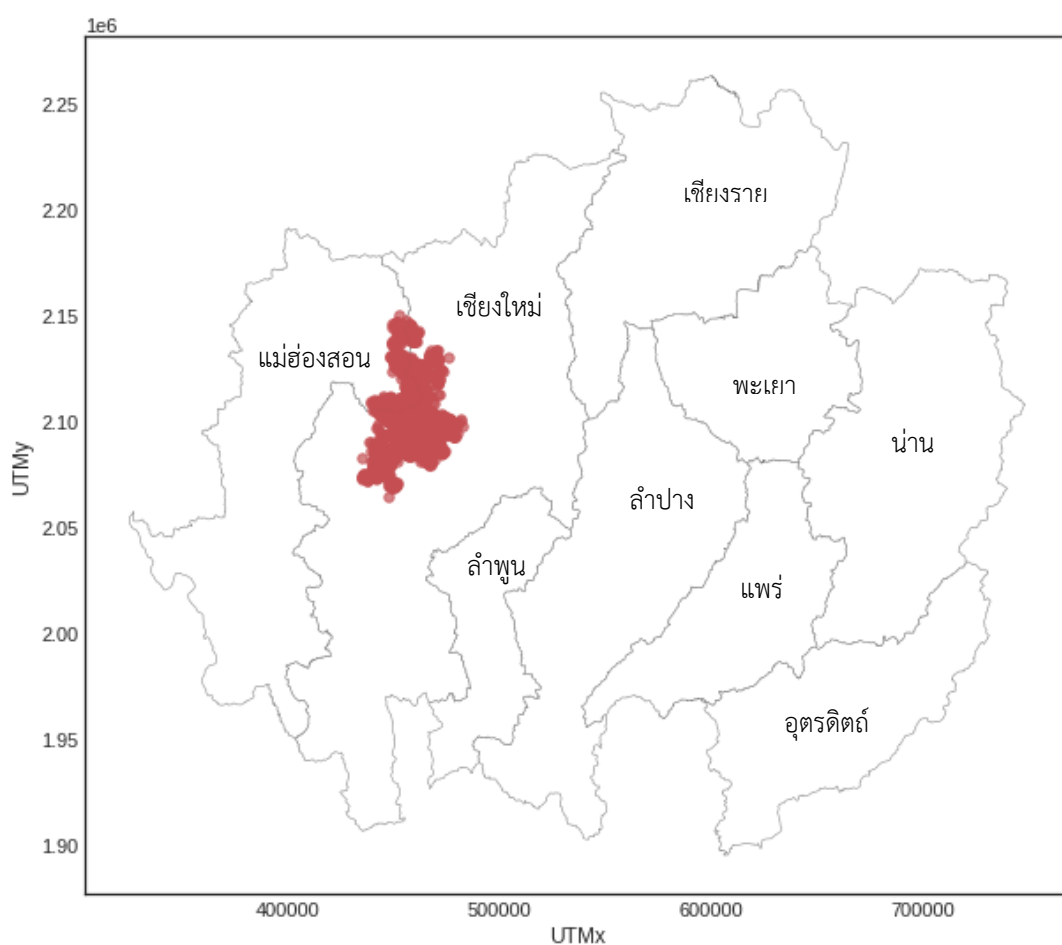 1e6
2.25
2.20
2.15
2.10
2.05
2.00
1.95
1.90
UTMy
เชียงราย
เชียงใหม่
แม่ฮ่องสอน
พะเยา
น่าน
ลำปาง
ลำพูน
แพร่
อุตรดิตถ์
400000 500000 600000 700000
UTMx